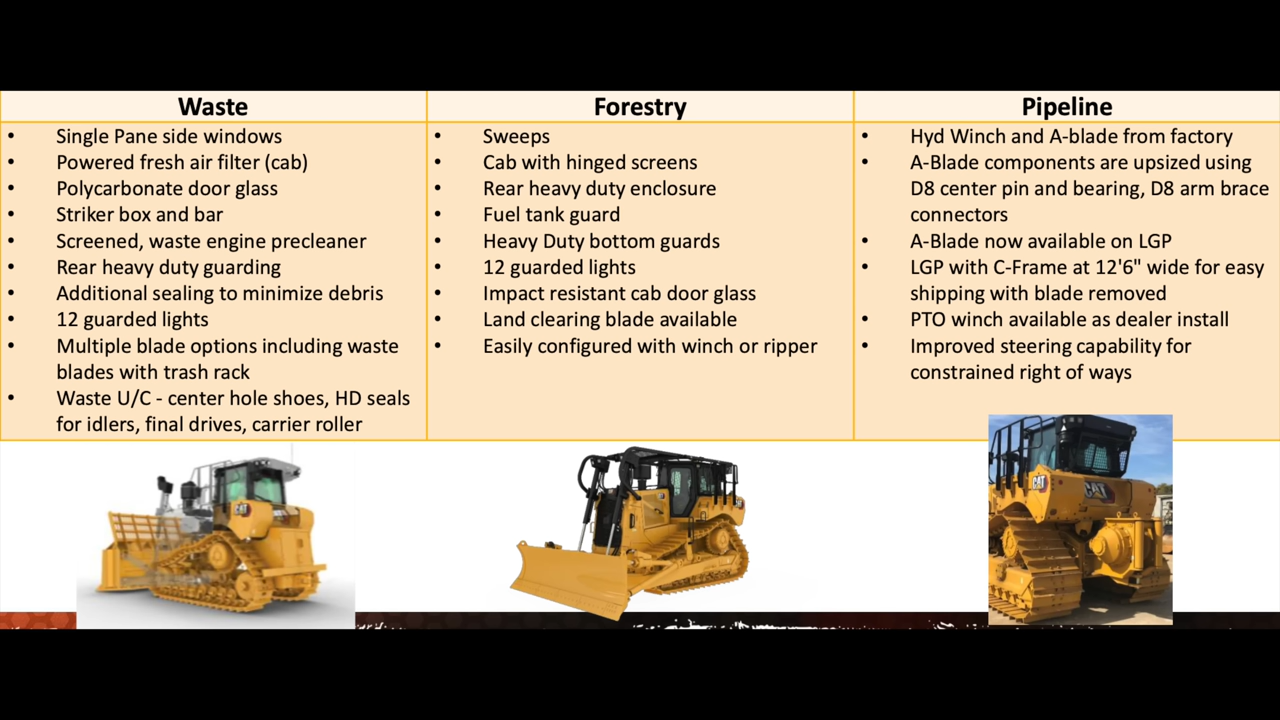 Waste
• Single Pane side windows
• Powered fresh air filter (cab)
• Polycarbonate door glass
• Striker box and bar
• Screened, waste engine precleaner
• Rear heavy duty guarding
• Additional sealing to minimize debris
• 12 guarded lights
• Multiple blade options including waste
blades with trash rack
• Waste U/C - center hole shoes, HD seals
for idlers, final drives, carrier roller
Forestry
• Sweeps
• Cab with hinged screens
• Rear heavy duty enclosure
• Fuel tank guard
• Heavy Duty bottom guards
• 12 guarded lights
• Impact resistant cab door glass
• Land clearing blade available
• Easily configured with winch or ripper
Pipeline
• Hyd Winch and A-blade from factory
• A-Blade components are upsized using
D8 center pin and bearing, D8 arm brace
connectors
• A-Blade now available on LGP
• LGP with C-Frame at 12'6" wide for easy
shipping with blade removed
• PTO winch available as dealer install
• Improved steering capability for
constrained right of ways
CAT
CAT
CAT